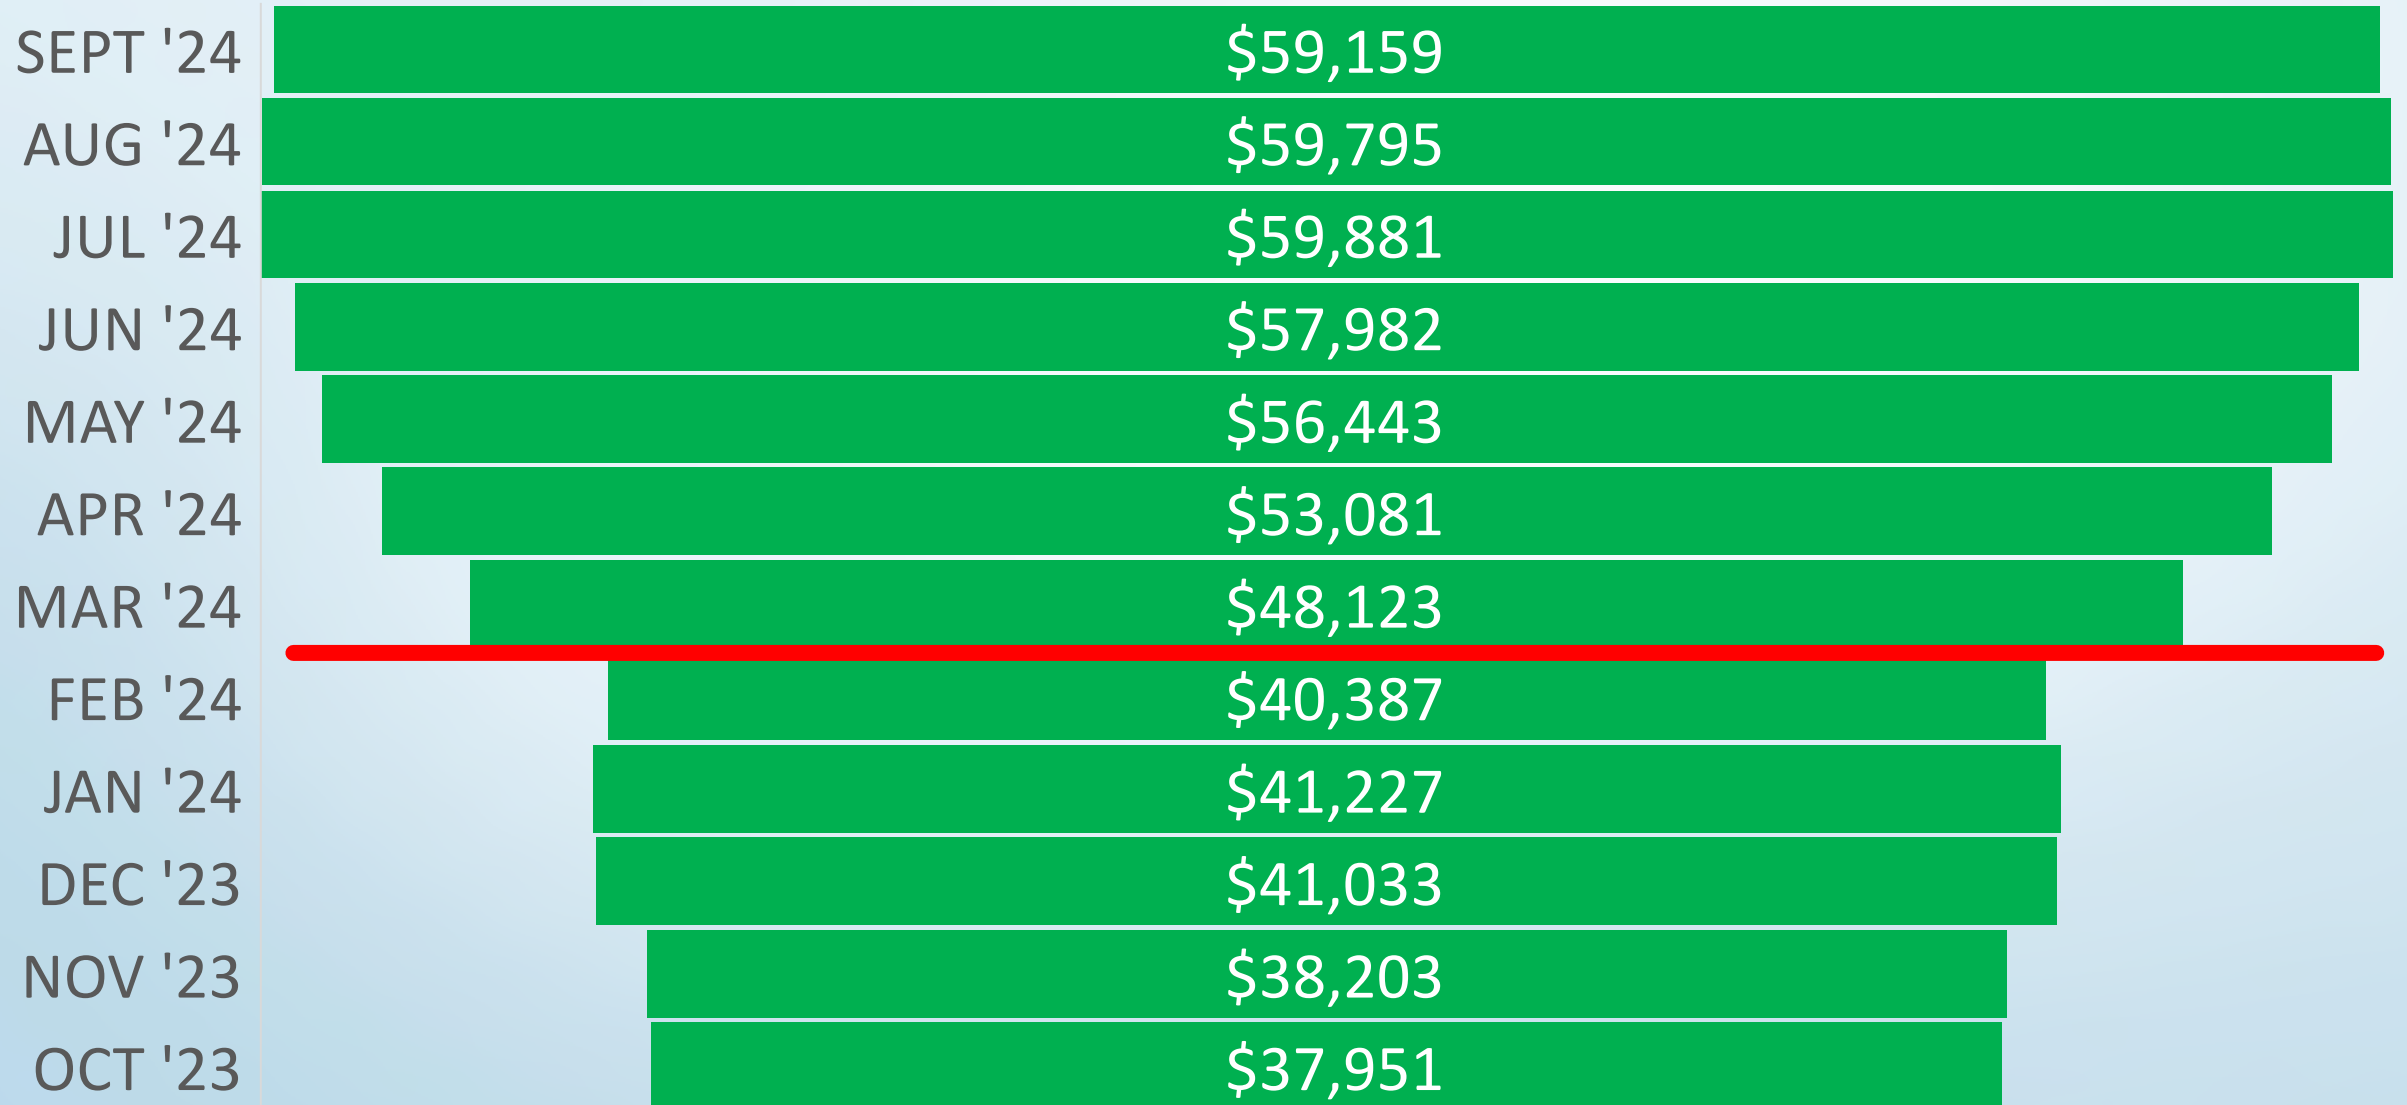 SEPT '24 $59,159
AUG '24 $59,795
JUL '24 $59,881
JUN '24 $57,982
MAY '24 $56,443
APR '24 $53,081
MAR '24 $48,123
FEB '24 $40,387
JAN '24 $41,227
DEC '23 $41,033
NOV '23 $38,203
OCT '23 $37,951